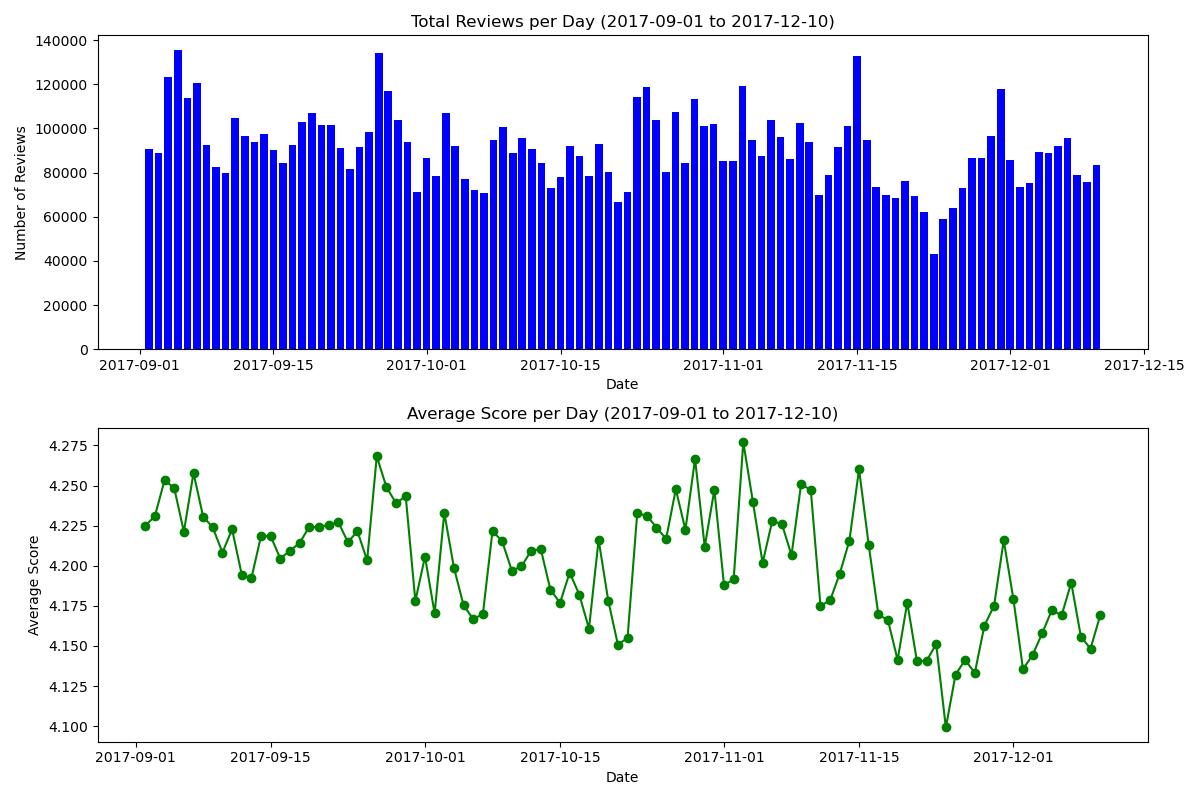 Total Reviews per Day (2017-09-01 to 2017-12-10)
140000
120000
100000
80000
60000
40000
20000
0
Number of Reviews
2017-09-01 2017-09-15 2017-10-01 2017-10-15 2017-11-01 2017-11-15 2017-12-01 2017-12-15
Date
Average Score per Day (2017-09-01 to 2017-12-10)
4.275
4.250
4.225
4.200
4.175
4.150
4.125
4.100
Average Score
2017-09-01 2017-09-15 2017-10-01 2017-10-15 2017-11-01 2017-11-15 2017-12-01
Date